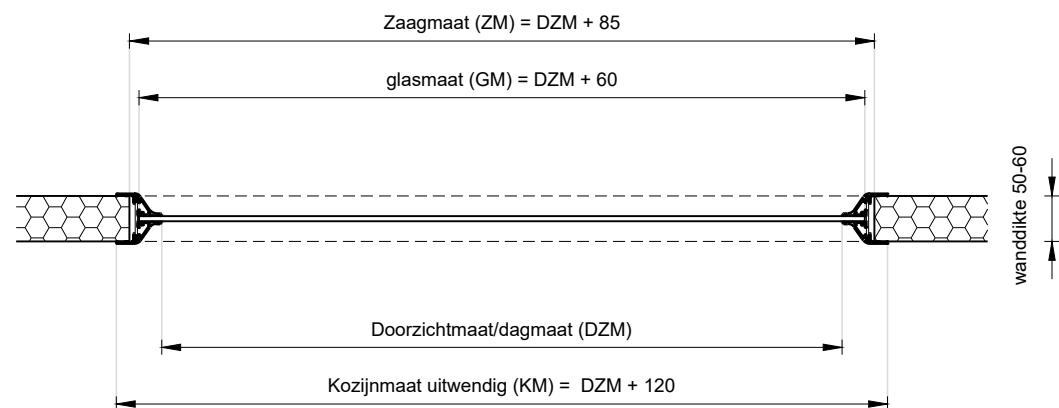 Zaagmaat (ZM) = DZM + 85
glasmaat (GM) = DZM + 60
wanddikte 50-60
Doorzichtmaat/dagmaat (DZM)
Kozijnmaat uitwendig (KM) = DZM + 120